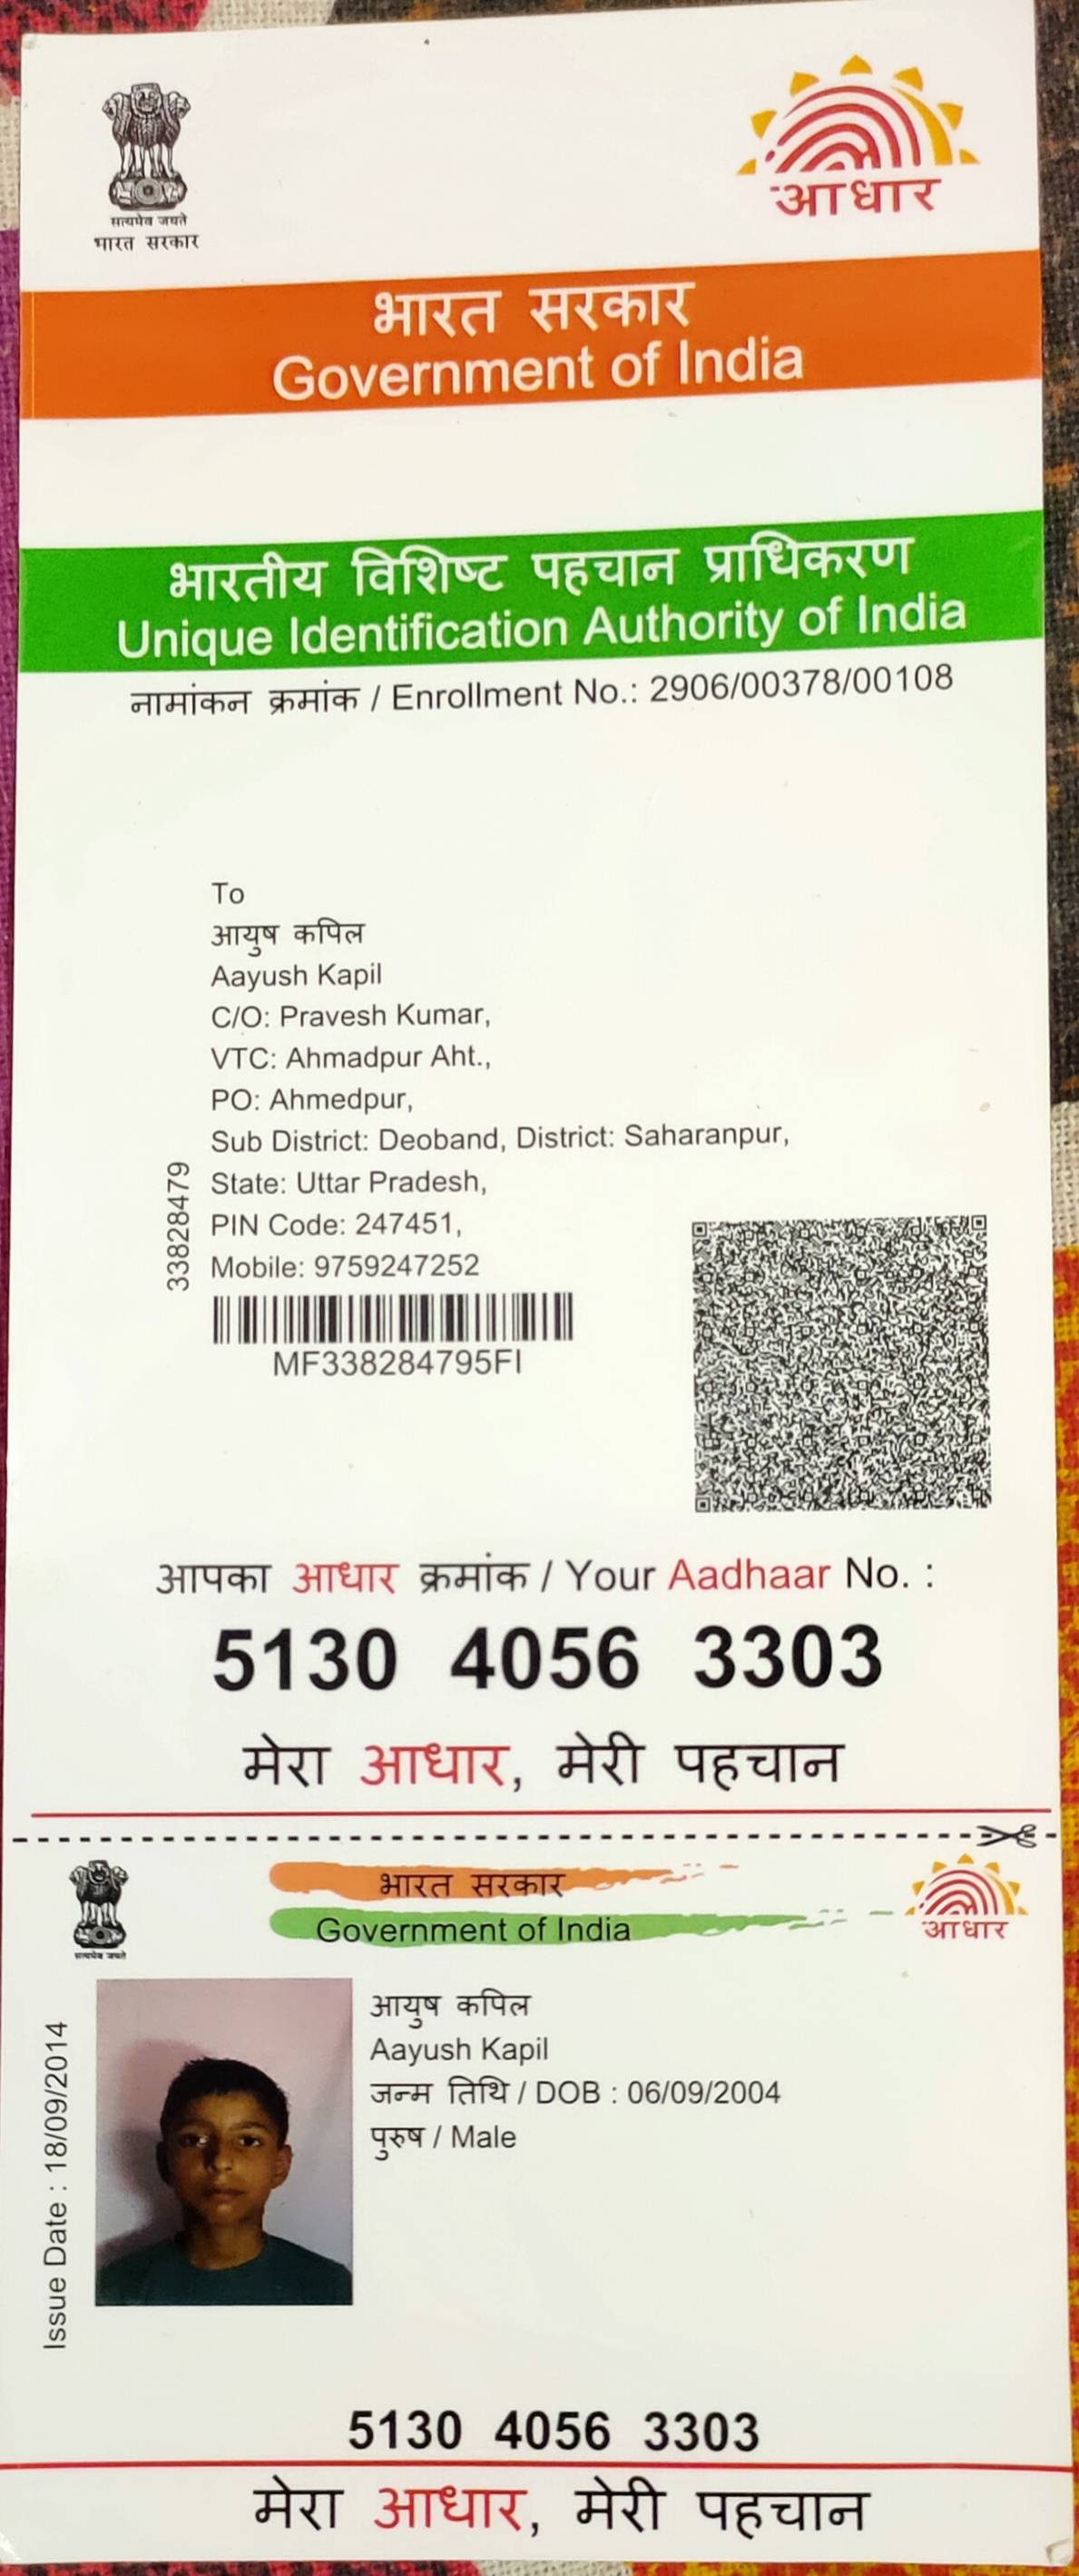 सत्यमेव जयते
भारत सरकार
आधार
भारत सरकार
Government of India
भारतीय विशिष्ट पहचान प्राधिकरण
Unique Identification Authority of India
नामांकन क्रमांक / Enrollment No.: 2906/00378/00108
To
आयुष कपिल
Aayush Kapil
C/O: Pravesh Kumar,
VTC: Ahmadpur Aht.,
PO: Ahmedpur,
Sub District: Deoband, District: Saharanpur,
State: Uttar Pradesh,
PIN Code: 247451,
Mobile: 9759247252
33828479
MF338284795FI
आपका आधार क्रमांक / Your Aadhaar No. :
5130 4056 3303
मेरा आधार, मेरी पहचान
सत्यमेव जयते
भारत सरकार
Government of India
आधार
Issue Date : 18/09/2014
आयुष कपिल
Aayush Kapil
जन्म तिथि / DOB : 06/09/2004
पुरुष / Male
5130 4056 3303
मेरा आधार, मेरी पहचान